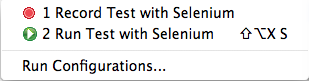 1 Record Test with Selenium
2 Run Test with Selenium ⇧⌥X S
Run Configurations...